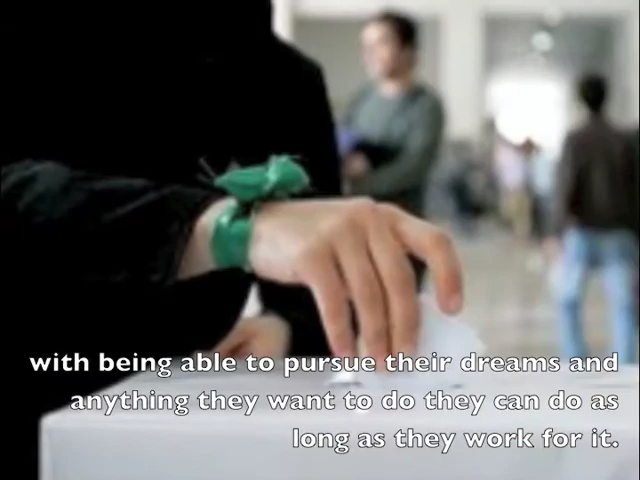 with being able to pursue their dreams and
anything they want to do they can do as
long as they work for it.